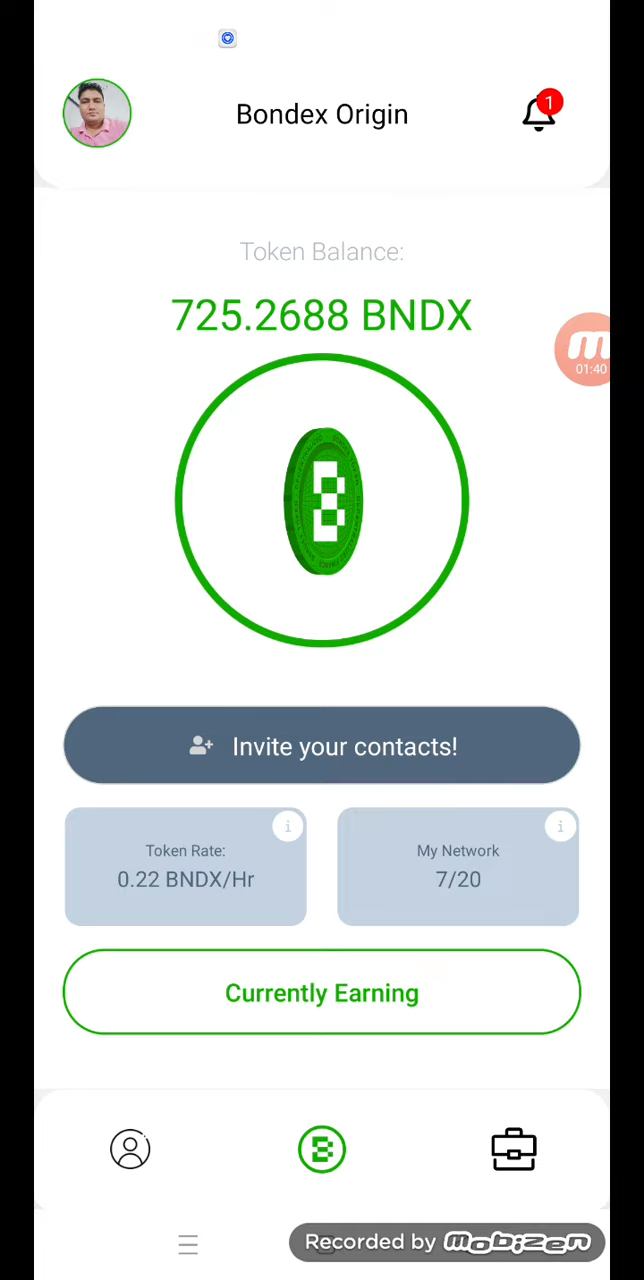 Bondex Origin
1
Token Balance:
725.2688 BNDX
01:40
Invite your contacts!
Token Rate:
0.22 BNDX/Hr
My Network
7/20
Currently Earning
Recorded by mobizen